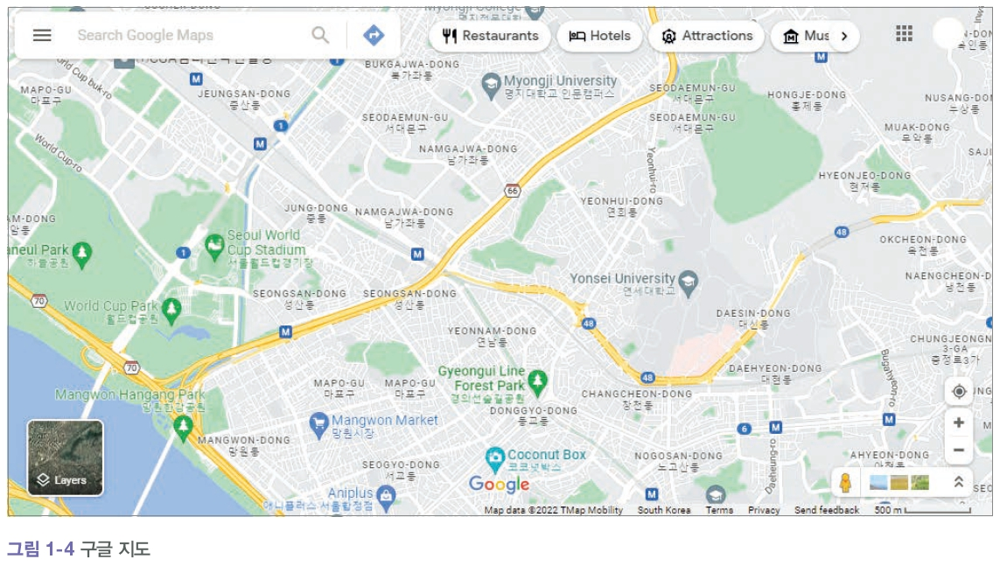 Search Google Maps
Restaurants
Hotels
Attractions
Mus
BUKGAJWA-DONG
북가좌동
Myongji University
명지대학교 인문캠퍼스
SEODAEMUN-GU
서대문구
HONGJE-DONG
홍제동
NUSANG-DO
누상동
MAPO-GU
마포구
JEUNGSAN-DONG
증산동
World Cup buk-ro
SEODAEMUN-GU
서대문구
SEODAEMUN-GU
서대문구
MUAK-DONG
무악동
World Cup-ro
NAMGAJWA-DONG
남가좌동
Yeonhui-ro
SAJI
HYEONJEO-DONG
현저동
66
JUNG-DONG
중동
NAMGAJWA-DONG
남가좌동
YEONHUI-DONG
연희동
AM-DONG
암동
Seoul World
Cup Stadium
서울월드컵경기장
48
OKCHEON-DONG
옥천동
aneul Park
하늘공원
1
Yonsei University
연세대학교
NAENGCHEON-D
냉천동
SEONGSAN-DONG
성산동
SEONGSAN-DONG
성산동
70
World Cup Park
월드컵공원
DAESIN-DONG
대신동
48
YEONNAM-DONG
연남동
CHUNGJEONGN
3-GA
충정로3가
70
Gyeongui Line
Forest Park
경의선숲길공원
DAEHYEON-DONG
대현동
Bugahyeon-ro
48
MAPO-GU
마포구
MAPO-GU
마포구
Mangwon Hangang Park
망원한강공원
CHANGCHEON-DONG
창천동
DONGGYO-DONG
동교동
Mangwon Market
망원시장
6
MANGWON-DONG
망원동
Layers
SEOGYO-DONG
서교동
Coconut Box
코코넛박스
NOGOSAN-DONG
노고산동
Daeheung-ro
AHYEON-DONG
아현동
Google
Aniplus
애니플러스 서울합정점
Map data ©2022 TMap Mobility
South Korea
Terms
Privacy
Send feedback
500 m
그림 1-4 구글 지도